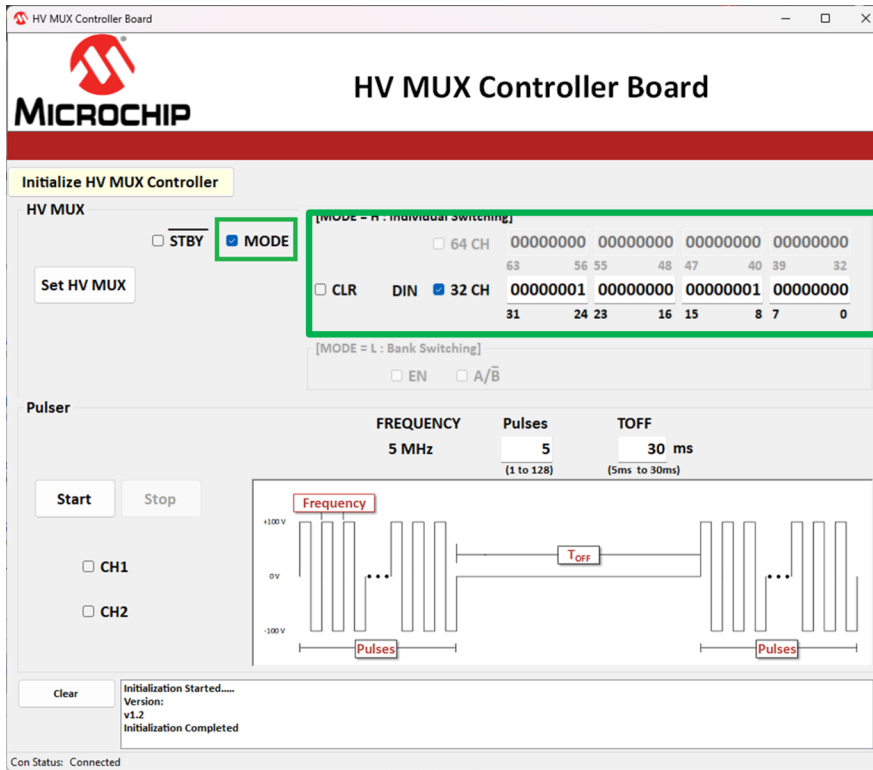 HV MUX Controller Board
MICROCHIP
HV MUX Controller Board
Initialize HV MUX Controller
HV MUX
STBY MODE
[MODE = H : Individual Switching]
64 CH 00000000 00000000 00000000 00000000
63 56 55 48 47 40 39 32
Set HV MUX
CLR DIN 32 CH 00000001 00000000 00000001 00000000
31 24 23 16 15 8 7 0
[MODE = L : Bank Switching]
EN A/B̅
Pulser
FREQUENCY Pulses TOFF
5 MHz 5 30 ms
(1 to 128) (5ms to 30ms)
Start Stop
Frequency
+100 V
TOFF
0 V
CH1
CH2
-100 V
Pulses Pulses
Clear
Initialization Started.....
Version:
v1.2
Initialization Completed
Con Status: Connected